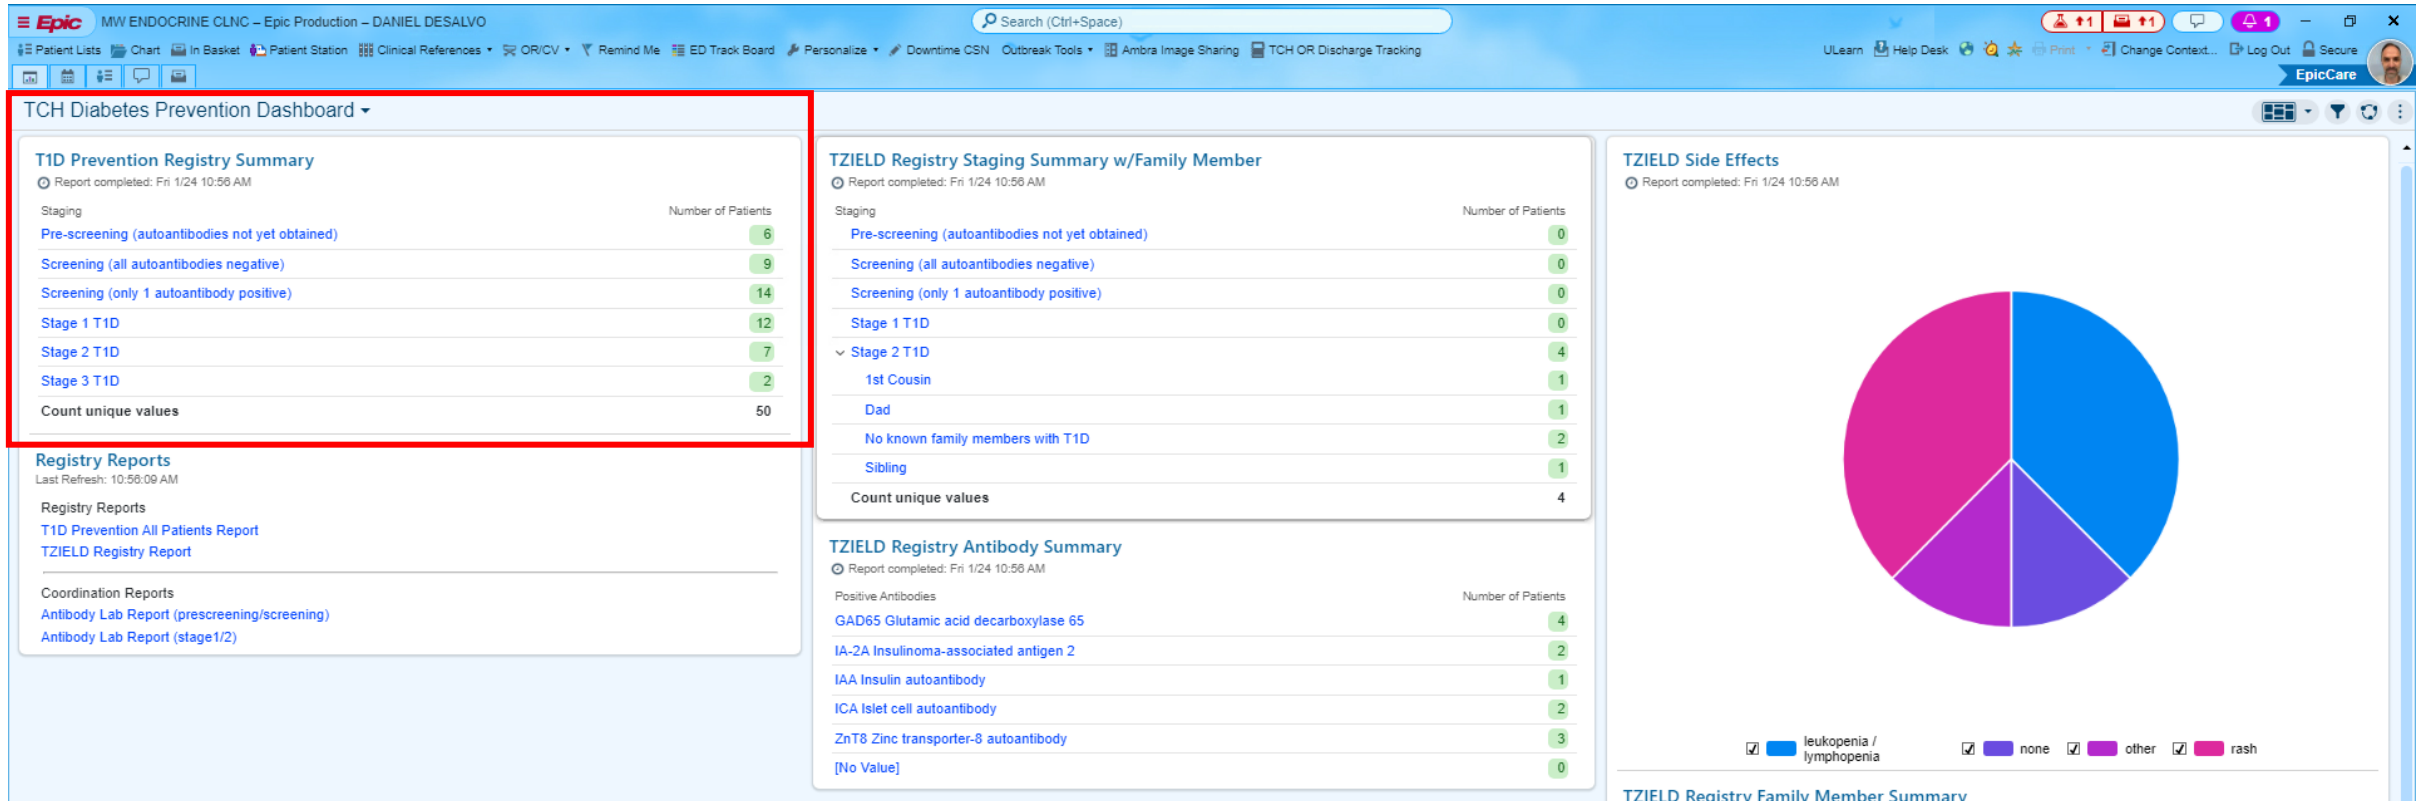 Epic MW ENDOCRINE CLNC – Epic Production – DANIEL DESALVO Search (Ctrl+Space) 1 1 1
Patient Lists Chart In Basket Patient Station Clinical References OR/CV Remind Me ED Track Board Personalize Downtime CSN Outbreak Tools Ambra Image Sharing TCH OR Discharge Tracking ULearn Help Desk Print Change Context... Log Out Secure
EpicCare
TCH Diabetes Prevention Dashboard
T1D Prevention Registry Summary
Report completed: Fri 1/24 10:56 AM
Staging Number of Patients
Pre-screening (autoantibodies not yet obtained) 6
Screening (all autoantibodies negative) 9
Screening (only 1 autoantibody positive) 14
Stage 1 T1D 12
Stage 2 T1D 7
Stage 3 T1D 2
Count unique values 50
Registry Reports
Last Refresh: 10:56:09 AM
Registry Reports
T1D Prevention All Patients Report
TZIELD Registry Report
Coordination Reports
Antibody Lab Report (prescreening/screening)
Antibody Lab Report (stage1/2)
TZIELD Registry Staging Summary w/Family Member
Report completed: Fri 1/24 10:56 AM
Staging Number of Patients
Pre-screening (autoantibodies not yet obtained) 0
Screening (all autoantibodies negative) 0
Screening (only 1 autoantibody positive) 0
Stage 1 T1D 0
Stage 2 T1D 4
1st Cousin 1
Dad 1
No known family members with T1D 2
Sibling 1
Count unique values 4
TZIELD Registry Antibody Summary
Report completed: Fri 1/24 10:56 AM
Positive Antibodies Number of Patients
GAD65 Glutamic acid decarboxylase 65 4
IA-2A Insulinoma-associated antigen 2 2
IAA Insulin autoantibody 1
ICA Islet cell autoantibody 2
ZnT8 Zinc transporter-8 autoantibody 3
[No Value] 0
TZIELD Side Effects
Report completed: Fri 1/24 10:56 AM
leukopenia /
lymphopenia
none other rash
TZIELD Registry Family Member Summary